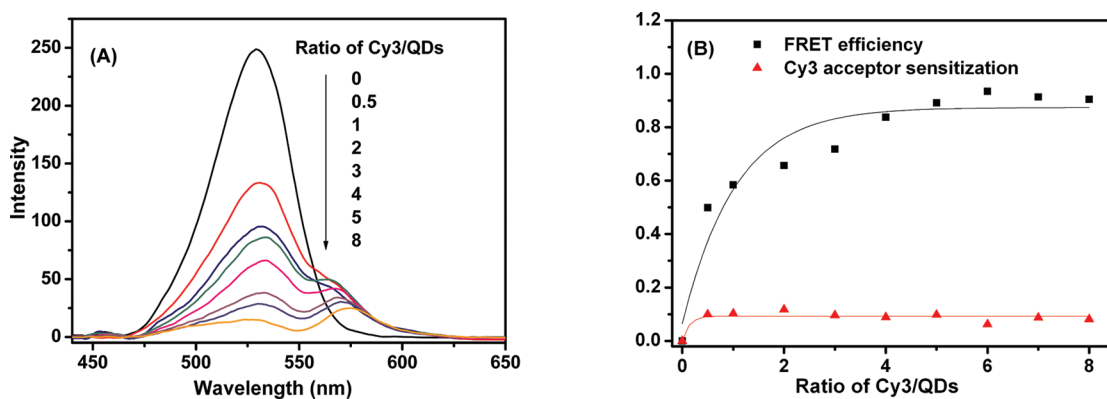 (A)
Ratio of Cy3/QDs
0
0.5
1
2
3
4
5
8
250
200
150
100
50
0
Intensity
450 500 550 600 650
Wavelength (nm)
(B)
FRET efficiency
Cy3 acceptor sensitization
1.2
1.0
0.8
0.6
0.4
0.2
0.0
0 2 4 6 8
Ratio of Cy3/QDs